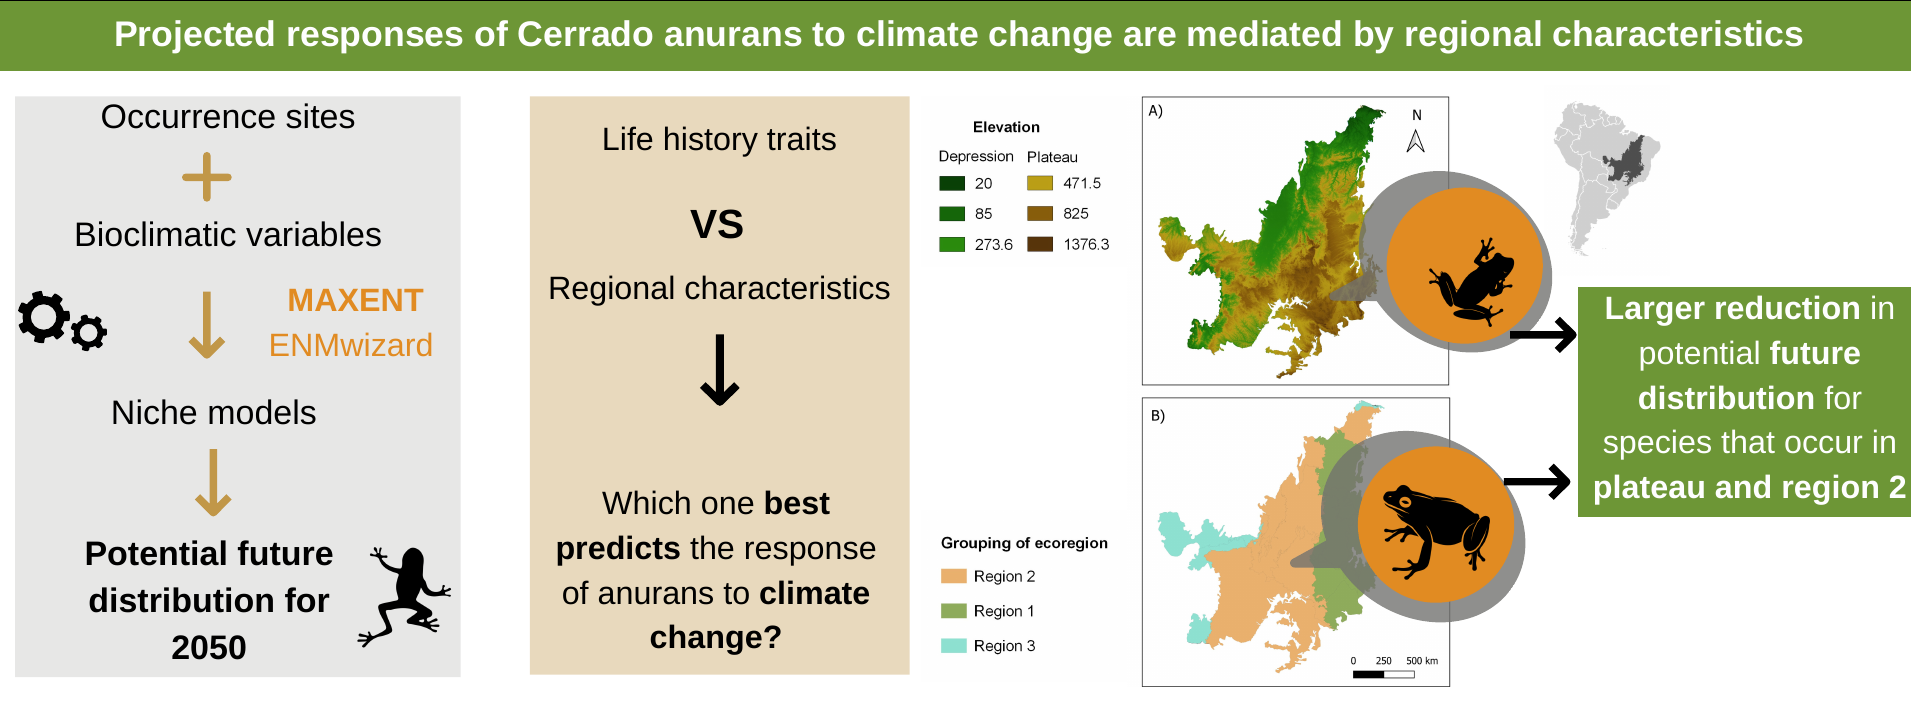 Projected responses of Cerrado anurans to climate change are mediated by regional characteristics
Occurrence sites
Bioclimatic variables
MAXENT
ENMwizard
Niche models
Potential future
distribution for
2050
Life history traits
VS
Regional characteristics
Which one best
predicts the response
of anurans to climate
change?
Elevation
Depression Plateau
20 471.5
85 825
273.6 1376.3
A)
N
Grouping of ecoregion
Region 2
Region 1
Region 3
B)
0 250 500 km
Larger reduction in
potential future
distribution for
species that occur in
plateau and region 2